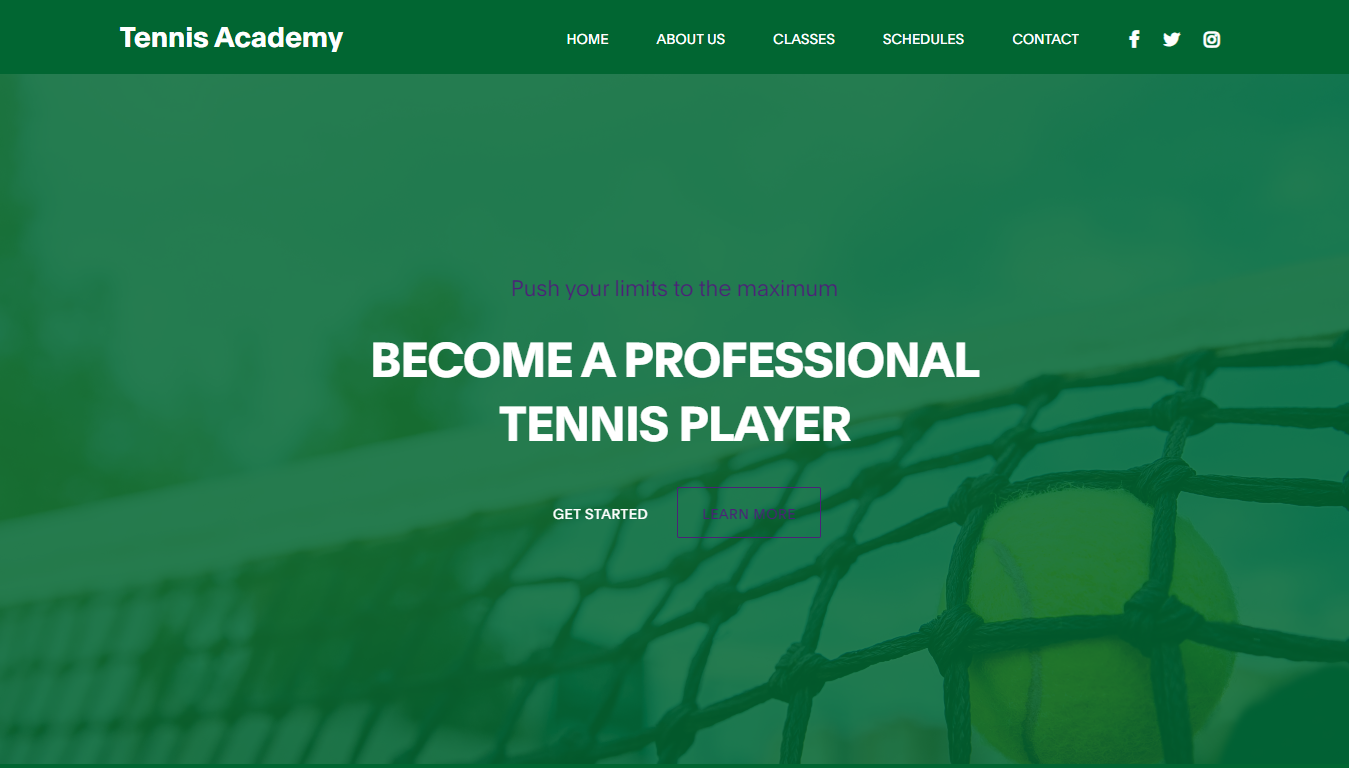 Tennis Academy
HOME ABOUT US CLASSES SCHEDULES CONTACT
Push your limits to the maximum
BECOME A PROFESSIONAL
TENNIS PLAYER
GET STARTED LEARN MORE